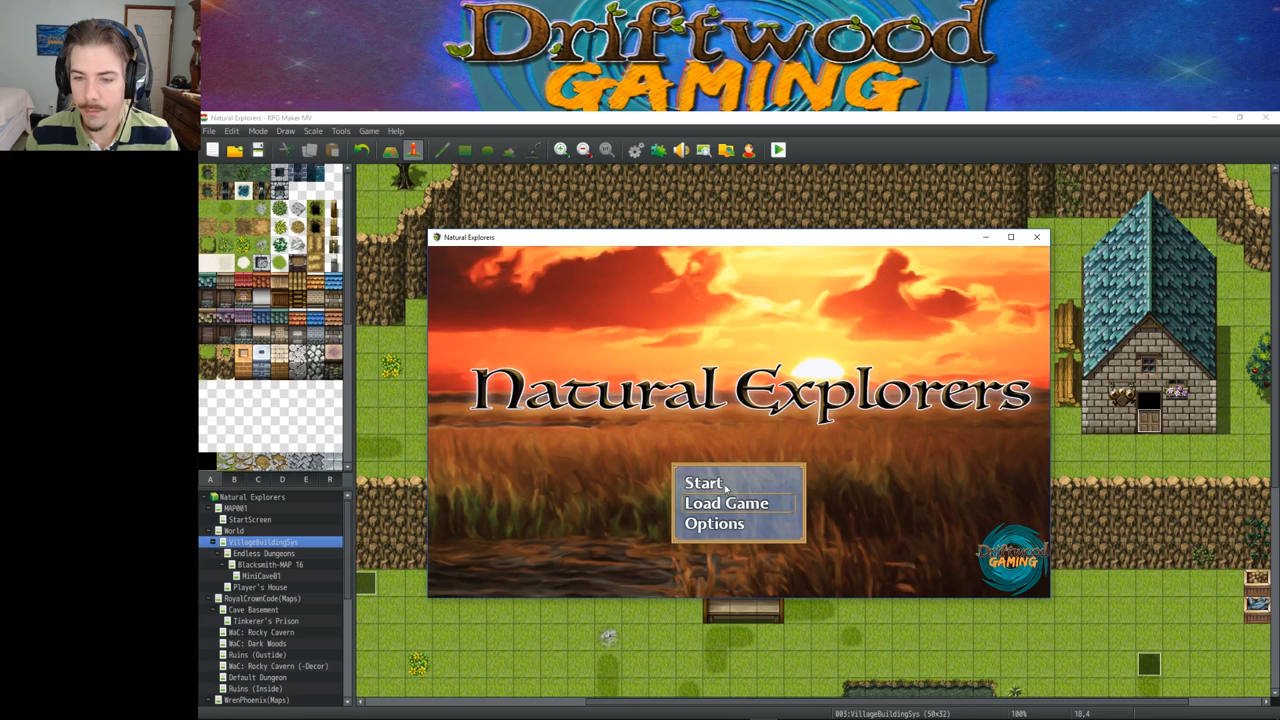 Driftwood
GAMING
Natural Explorers - RPG Maker MV
File Edit Mode Draw Scale Tools Game Help
Natural Explorers
Natural Explorers
Start
Load Game
Options
Driftwood
GAMING
A B C D E R
Natural Explorers
MAP001
StartScreen
World
VillageBuildingSys
Endless Dungeons
Blacksmith-MAP 16
MiniCave01
Player's House
RoyalCrownCode(Maps)
Cave Basement
Tinkerer's Prison
WaC: Rocky Cavern
WaC: Dark Woods
Ruins (Oustide)
WaC: Rocky Cavern (-Decor)
Default Dungeon
Ruins (Inside)
WrenPhoenix(Maps)
003:VillageBuildingSys (50x32) 100% 18,4